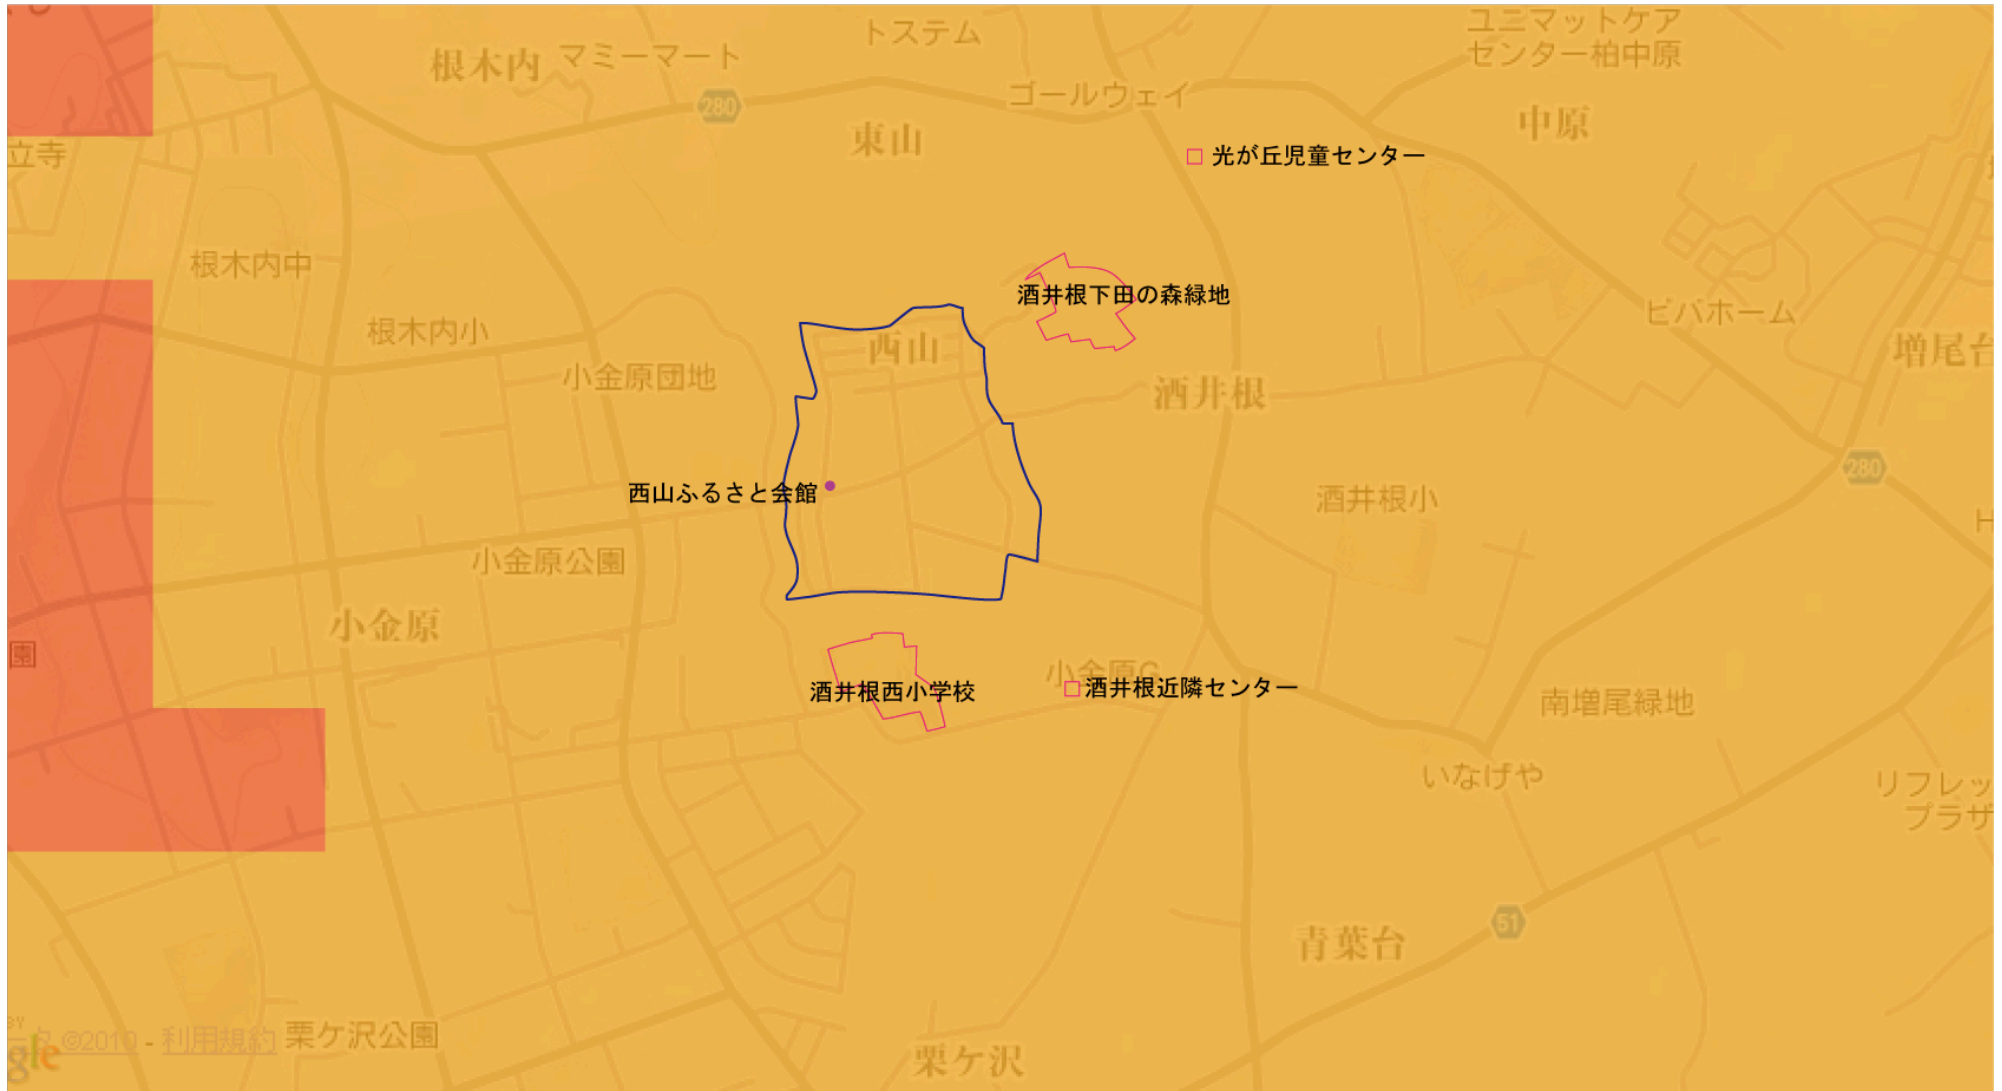 トステム
ユニマットケア
センター柏中原
根木内
マミーマート
280
ゴールウェイ
中原
東山
立寺
光が丘児童センター
根木内中
酒井根下田の森緑地
ビバホーム
根木内小
西山
増尾台
小金原団地
酒井根
280
西山ふるさと会館
酒井根小
H
小金原公園
小金原
園
小金原G
酒井根西小学校
酒井根近隣センター
南増尾緑地
いなげや
リフレッ
プラザ
51
青葉台
©2010 - 利用規約
栗ケ沢公園
gle
栗ケ沢